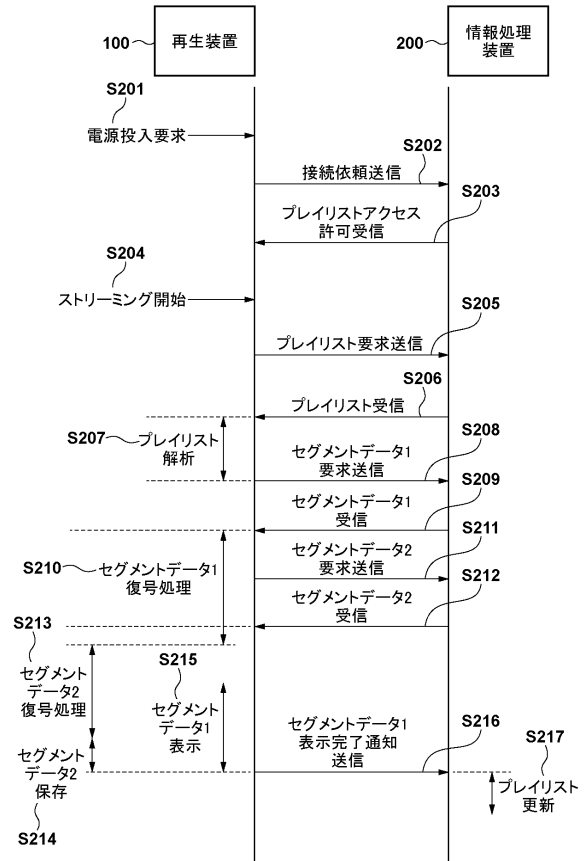 100
再生装置
200
情報処理
装置
S201
電源投入要求
S202
接続依頼送信
S203
プレイリストアクセス
許可受信
S204
ストリーミング開始
S205
プレイリスト要求送信
S206
プレイリスト受信
S207
プレイリスト
解析
S208
セグメントデータ1
要求送信
S209
セグメントデータ1
受信
S210
セグメントデータ1
復号処理
S211
セグメントデータ2
要求送信
S212
セグメントデータ2
受信
S213
セグメント
データ2
復号処理
S215
セグメント
データ1
表示
セグメント
データ2
保存
S214
セグメントデータ1
表示完了通知
送信
S216
S217
プレイリスト
更新